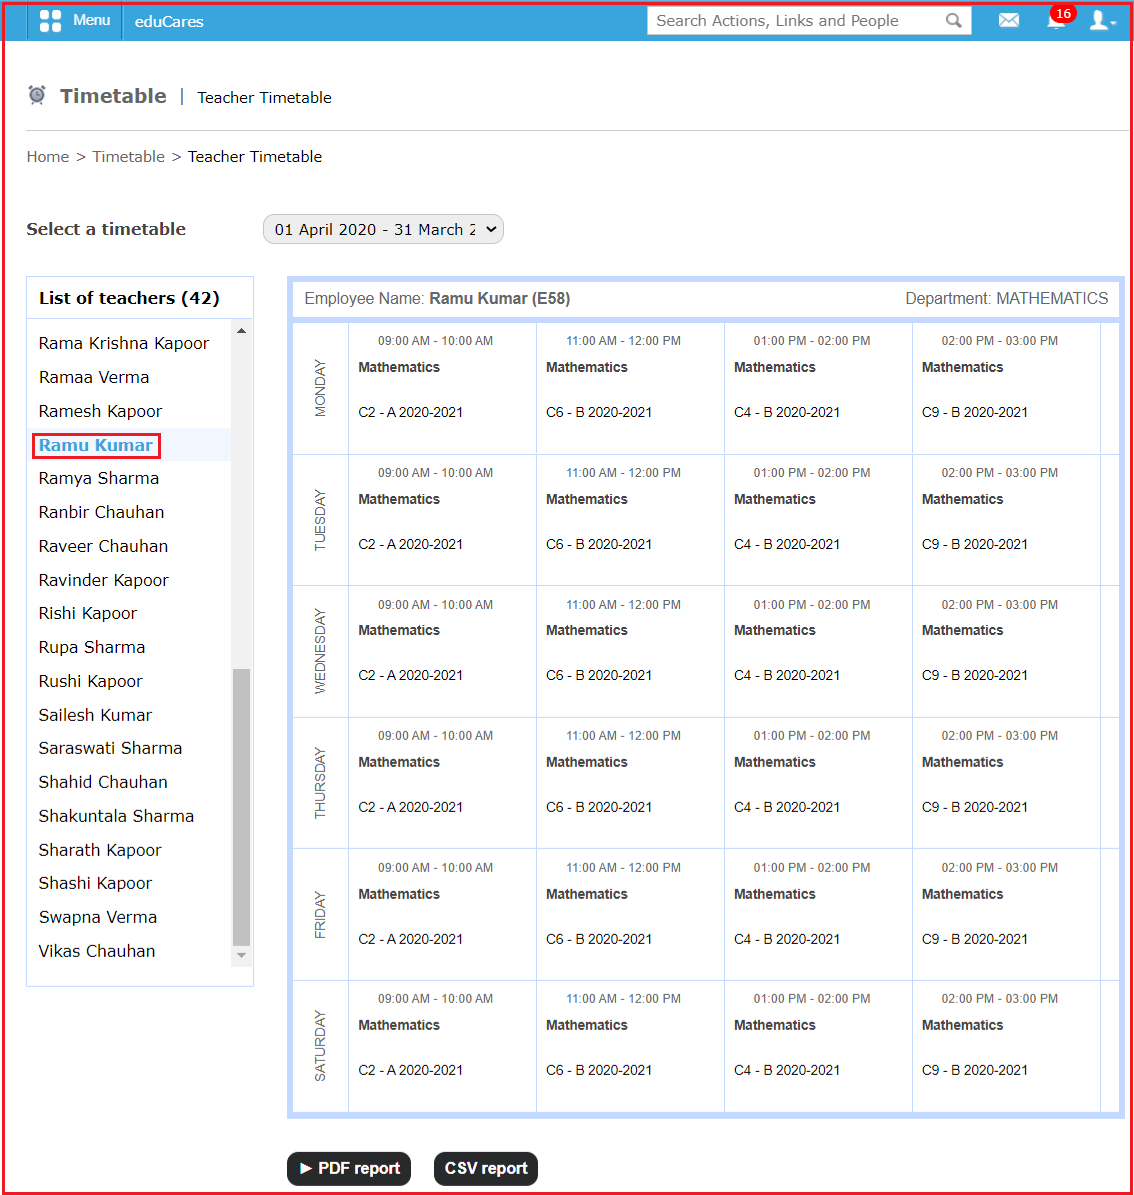 Menu eduCares Search Actions, Links and People 16
Timetable | Teacher Timetable
Home > Timetable > Teacher Timetable
Select a timetable 01 April 2020 - 31 March 2
List of teachers (42)
Rama Krishna Kapoor
Ramaa Verma
Ramesh Kapoor
Ramu Kumar
Ramya Sharma
Ranbir Chauhan
Raveer Chauhan
Ravinder Kapoor
Rishi Kapoor
Rupa Sharma
Rushi Kapoor
Sailesh Kumar
Saraswati Sharma
Shahid Chauhan
Shakuntala Sharma
Sharath Kapoor
Shashi Kapoor
Swapna Verma
Vikas Chauhan
Employee Name: Ramu Kumar (E58) Department: MATHEMATICS
MONDAY
09:00 AM - 10:00 AM 11:00 AM - 12:00 PM 01:00 PM - 02:00 PM 02:00 PM - 03:00 PM
Mathematics Mathematics Mathematics Mathematics
C2 - A 2020-2021 C6 - B 2020-2021 C4 - B 2020-2021 C9 - B 2020-2021
TUESDAY
09:00 AM - 10:00 AM 11:00 AM - 12:00 PM 01:00 PM - 02:00 PM 02:00 PM - 03:00 PM
Mathematics Mathematics Mathematics Mathematics
C2 - A 2020-2021 C6 - B 2020-2021 C4 - B 2020-2021 C9 - B 2020-2021
WEDNESDAY
09:00 AM - 10:00 AM 11:00 AM - 12:00 PM 01:00 PM - 02:00 PM 02:00 PM - 03:00 PM
Mathematics Mathematics Mathematics Mathematics
C2 - A 2020-2021 C6 - B 2020-2021 C4 - B 2020-2021 C9 - B 2020-2021
THURSDAY
09:00 AM - 10:00 AM 11:00 AM - 12:00 PM 01:00 PM - 02:00 PM 02:00 PM - 03:00 PM
Mathematics Mathematics Mathematics Mathematics
C2 - A 2020-2021 C6 - B 2020-2021 C4 - B 2020-2021 C9 - B 2020-2021
FRIDAY
09:00 AM - 10:00 AM 11:00 AM - 12:00 PM 01:00 PM - 02:00 PM 02:00 PM - 03:00 PM
Mathematics Mathematics Mathematics Mathematics
C2 - A 2020-2021 C6 - B 2020-2021 C4 - B 2020-2021 C9 - B 2020-2021
SATURDAY
09:00 AM - 10:00 AM 11:00 AM - 12:00 PM 01:00 PM - 02:00 PM 02:00 PM - 03:00 PM
Mathematics Mathematics Mathematics Mathematics
C2 - A 2020-2021 C6 - B 2020-2021 C4 - B 2020-2021 C9 - B 2020-2021
PDF report CSV report